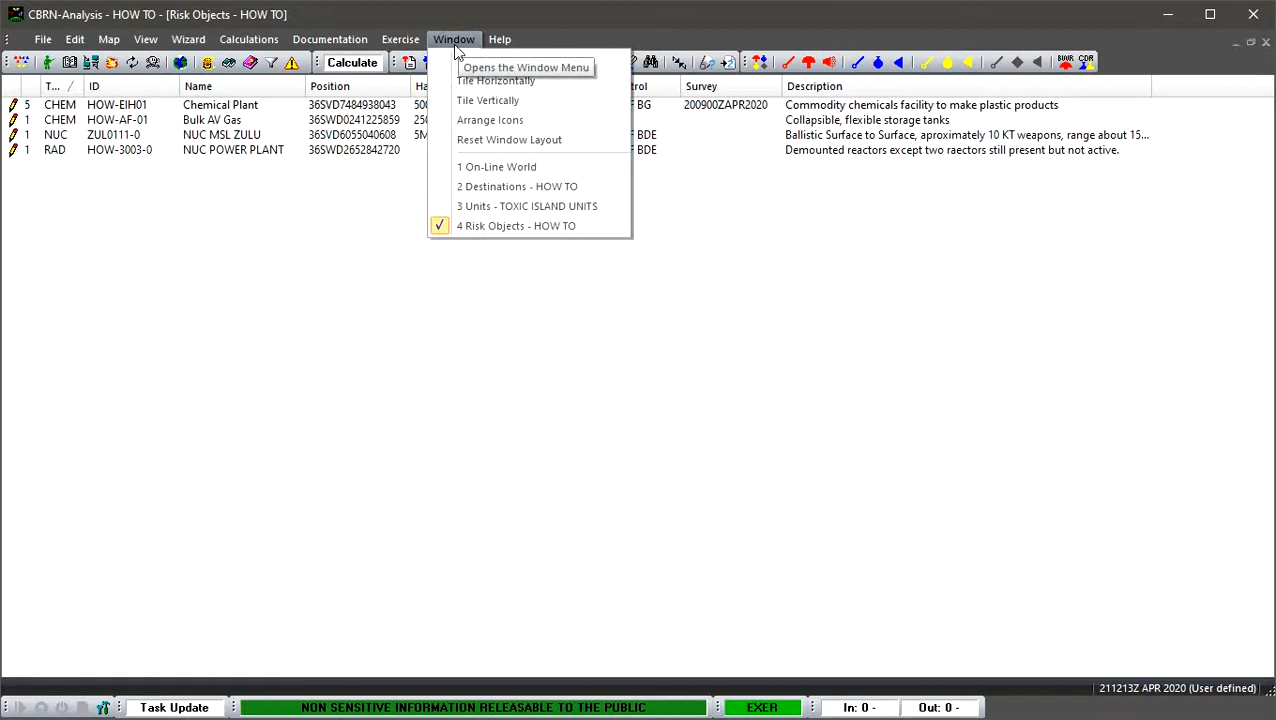 CBRN-Analysis - HOW TO - [Risk Objects - HOW TO]
File Edit Map View Wizard Calculations Documentation Exercise Window Help
Calculate
Opens the Window Menu
Tile Horizontally
Tile Vertically
Arrange Icons
Reset Window Layout
1 On-Line World
2 Destinations - HOW TO
3 Units - TOXIC ISLAND UNITS
4 Risk Objects - HOW TO
T... ID Name Position Survey Description
5 CHEM HOW-EIH01 Chemical Plant 36SVD7484938043 BG 200900ZAPR2020 Commodity chemicals facility to make plastic products
1 CHEM HOW-AF-01 Bulk AV Gas 36SWD0241225859 Collapsible, flexible storage tanks
1 NUC ZUL0111-0 NUC MSL ZULU 36SVD6055040608 BDE Ballistic Surface to Surface, aproximately 10 KT weapons, range about 15...
1 RAD HOW-3003-0 NUC POWER PLANT 36SWD2652842720 BDE Demounted reactors except two raectors still present but not active.
211213Z APR 2020 (User defined)
Task Update NON SENSITIVE INFORMATION RELEASABLE TO THE PUBLIC EXER In: 0 - Out: 0 -